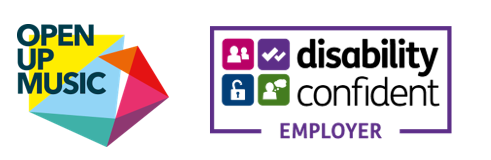 OPEN
UP
MUSIC
disability
confident
EMPLOYER